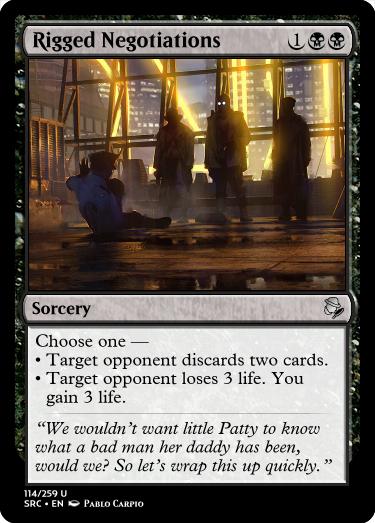 Rigged Negotiations 1
Sorcery
Choose one —
• Target opponent discards two cards.
• Target opponent loses 3 life. You
gain 3 life.
“We wouldn’t want little Patty to know
what a bad man her daddy has been,
would we? So let’s wrap this up quickly.”
114/259 U
SRC • EN Pablo Carpio